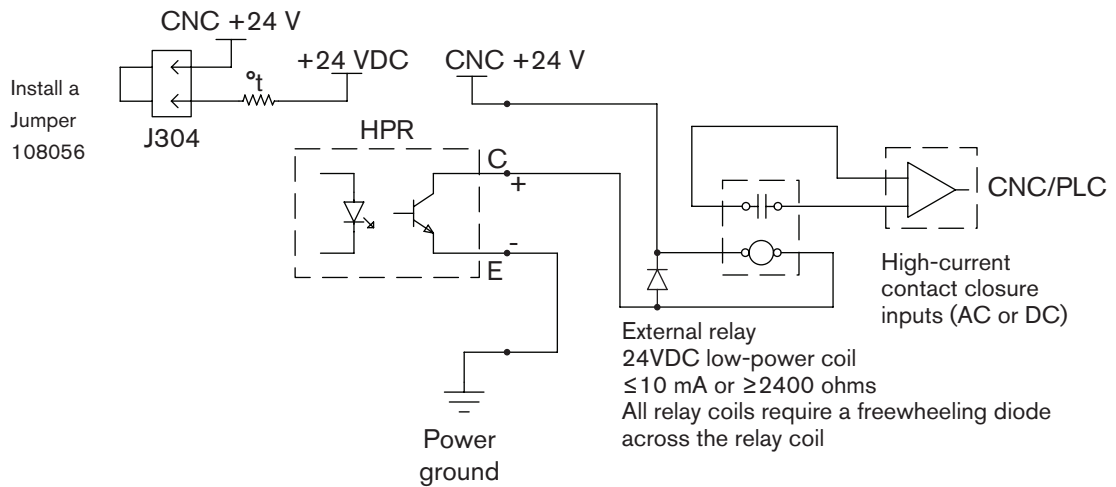 CNC +24 V
+24 VDC
CNC +24 V
°t
Install a
Jumper
108056
J304
HPR
C
+
-
E
CNC/PLC
High-current
contact closure
inputs (AC or DC)
External relay
24VDC low-power coil
≤10 mA or ≥2400 ohms
All relay coils require a freewheeling diode
across the relay coil
Power
ground